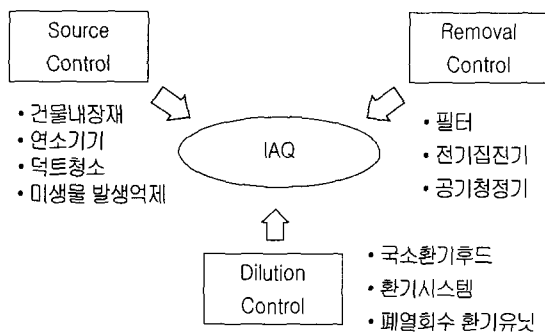 Source
Control
Removal
Control
• 건물내장재
• 연소기기
• 덕트청소
• 미생물 발생억제
IAQ
• 필터
• 전기집진기
• 공기청정기
Dilution
Control
• 국소환기후드
• 환기시스템
• 폐열회수 환기유닛